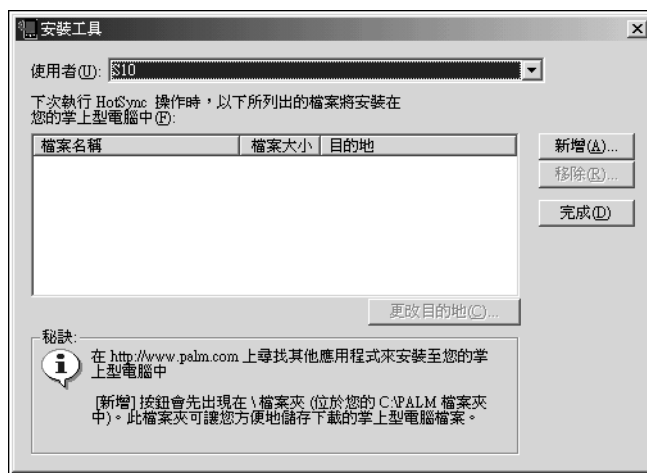 安裝工具
使用者(U): S10
下次執行 HotSync 操作時，以下所列出的檔案將安裝在
您的掌上型電腦中(F):
檔案名稱 檔案大小 目的地
新增(A)...
移除(R)...
完成(D)
更改目的地(C)...
秘訣:
在 http://www.palm.com 上尋找其他應用程式來安裝至您的掌
上型電腦中
[新增] 按鈕會先出現在 \ 檔案夾 (位於您的 C:\PALM 檔案夾
中)。此檔案夾可讓您方便地儲存下載的掌上型電腦檔案。